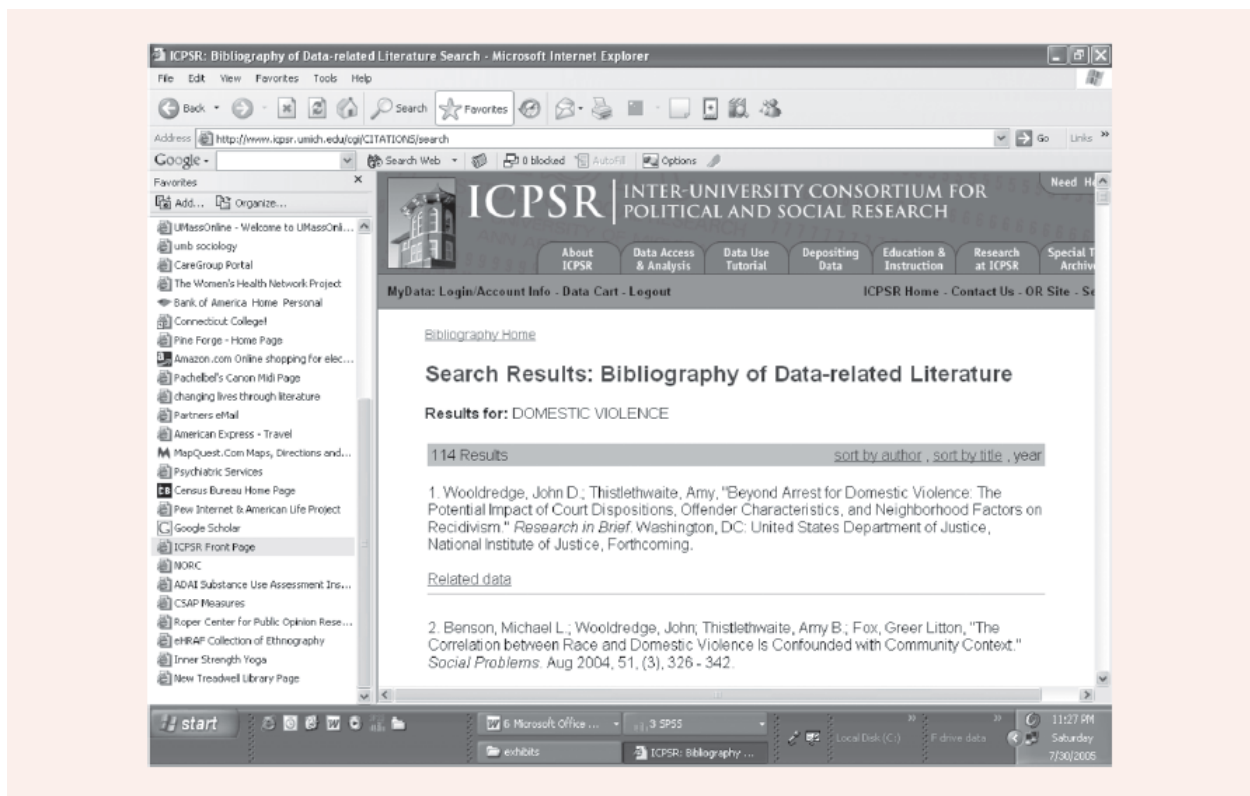 ICPSR: Bibliography of Data-related Literature Search - Microsoft Internet Explorer
File Edit View Favorites Tools Help
Back Search Favorites
Address http://www.icpsr.umich.edu/cgi/CITATIONS/search Go Links »
Google Search Web 0 blocked AutoFill Options
Favorites x
Add... Organize...
UMassOnline - Welcome to UMassOnli...
umb sociology
CareGroup Portal
The Women's Health Network Project
Bank of America Home Personal
Connecticut College!
Pine Forge - Home Page
Amazon.com Online shopping for elec...
Pachelbel's Canon Midi Page
changing lives through literature
Partners eMail
American Express - Travel
MapQuest.Com Maps, Directions and...
Psychiatric Services
Census Bureau Home Page
Pew Internet & American Life Project
Google Scholar
ICPSR Front Page
NORC
ADAI Substance Use Assessment Ins...
CSAP Measures
Roper Center for Public Opinion Rese...
eHRAF Collection of Ethnography
Inner Strength Yoga
New Treadwell Library Page
ICPSR
INTER-UNIVERSITY CONSORTIUM FOR
POLITICAL AND SOCIAL RESEARCH
Need H
About
ICPSR
Data Access
& Analysis
Data Use
Tutorial
Depositing
Data
Education &
Instruction
Research
at ICPSR
Special T
Archiv
MyData: Login/Account Info - Data Cart - Logout ICPSR Home - Contact Us - OR Site - Se
Bibliography Home
Search Results: Bibliography of Data-related Literature
Results for: DOMESTIC VIOLENCE
114 Results sort by author , sort by title , year
1. Wooldredge, John D.; Thistlethwaite, Amy, "Beyond Arrest for Domestic Violence: The
Potential Impact of Court Dispositions, Offender Characteristics, and Neighborhood Factors on
Recidivism." Research in Brief. Washington, DC: United States Department of Justice,
National Institute of Justice, Forthcoming.
Related data
2. Benson, Michael L.; Wooldredge, John; Thistlethwaite, Amy B.; Fox, Greer Litton, "The
Correlation between Race and Domestic Violence Is Confounded with Community Context."
Social Problems. Aug 2004, 51, (3), 326 - 342.
start
6 Microsoft Office ...
3 SPSS
exhibits
ICPSR: Bibliography ...
Local Disk (C:)
F drive data
11:27 PM
Saturday
7/30/2005